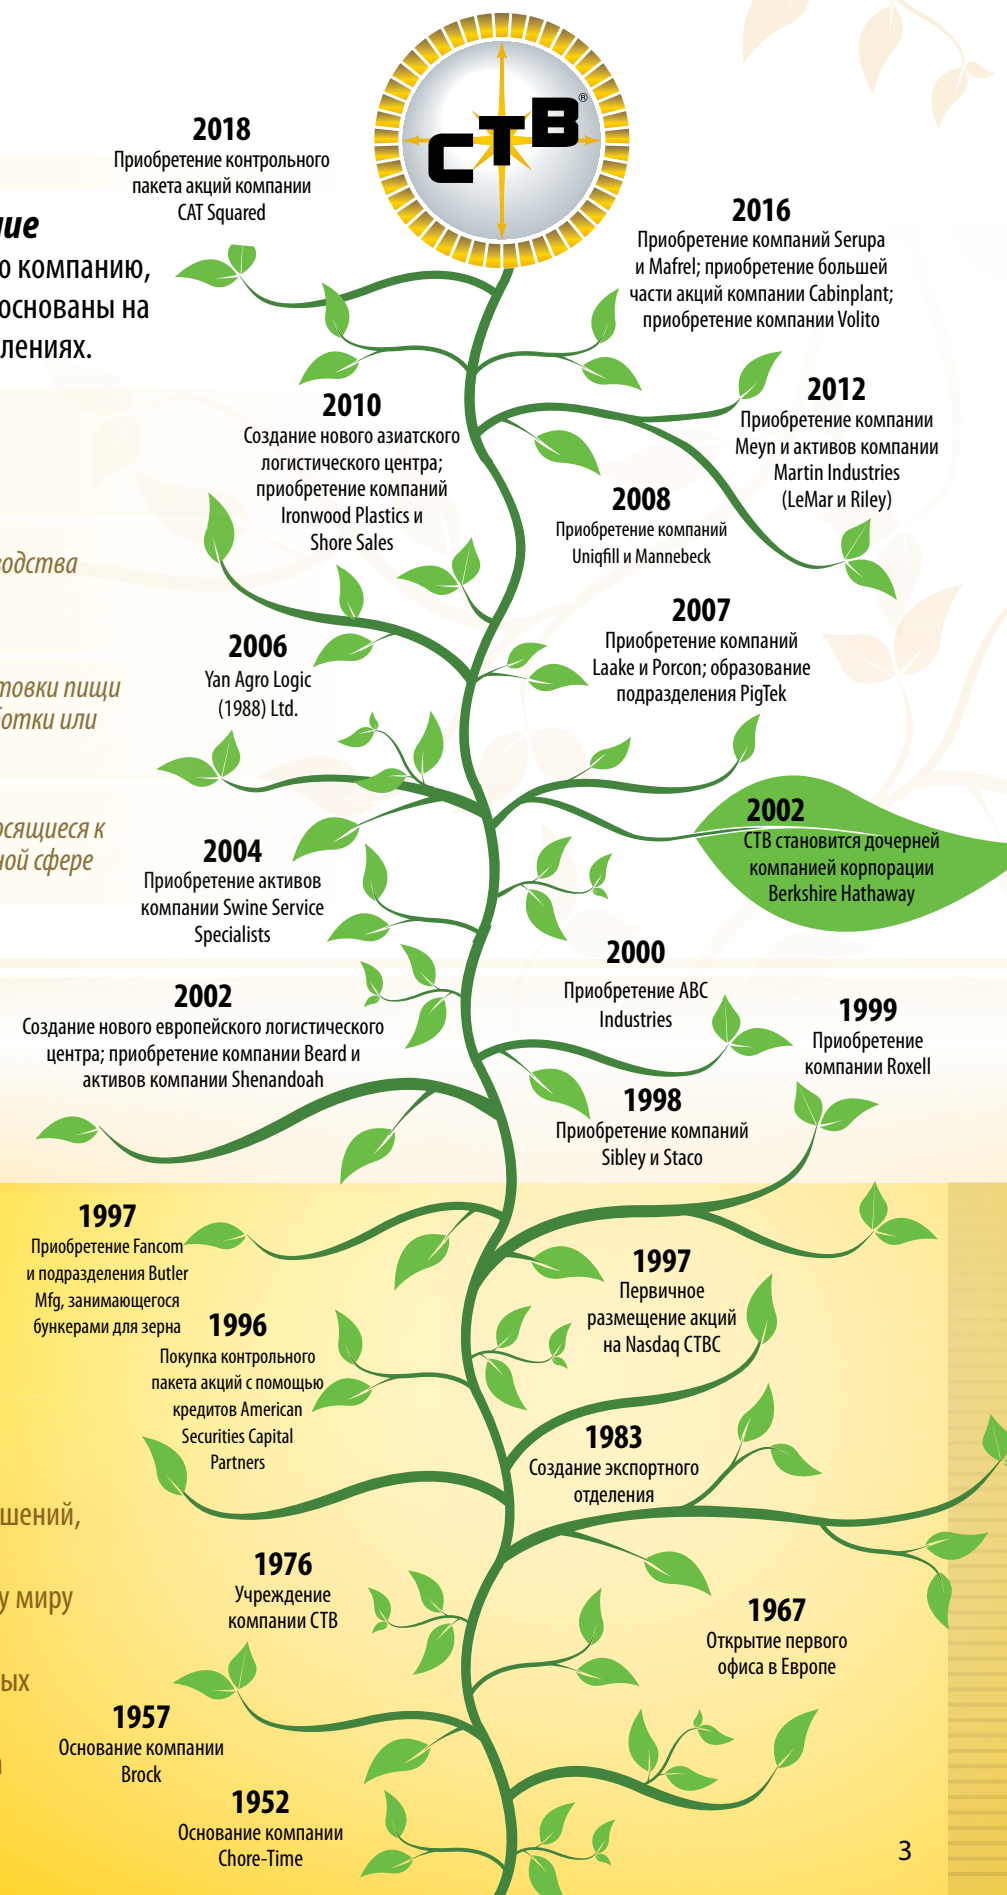 CTB®
2018
Приобретение контрольного
пакета акций компании
CAT Squared
ие
ю компанию,
основаны на
лениях.
2016
Приобретение компаний Serupa
и Mafrel; приобретение большей
части акций компании Cabinplant;
приобретение компании Volito
2012
Приобретение компании
Meyn и активов компании
Martin Industries
(LeMar и Riley)
2010
Создание нового азиатского
логистического центра;
приобретение компаний
Ironwood Plastics и
Shore Sales
2008
Приобретение компаний
Uniqfill и Mannebeck
водства
2007
Приобретение компаний
Laake и Porcon; образование
подразделения PigTek
2006
Yan Agro Logic
(1988) Ltd.
товки пищи
ботки или
2002
CTB становится дочерней
компанией корпорации
Berkshire Hathaway
осящиеся к
ной сфере
2004
Приобретение активов
компании Swine Service
Specialists
2000
Приобретение ABC
Industries
2002
Создание нового европейского логистического
центра; приобретение компании Beard и
активов компании Shenandoah
1999
Приобретение
компании Roxell
1998
Приобретение компаний
Sibley и Staco
1997
Приобретение Fancom
и подразделения Butler
Mfg, занимающегося
бункерами для зерна
1997
Первичное
размещение акций
на Nasdaq CTBC
1996
Покупка контрольного
пакета акций с помощью
кредитов American
Securities Capital
Partners
1983
Создание экспортного
отделения
шений,
у миру
ых
1976
Учреждение
компании CTB
1967
Открытие первого
офиса в Европе
1957
Основание компании
Brock
1952
Основание компании
Chore-Time
3